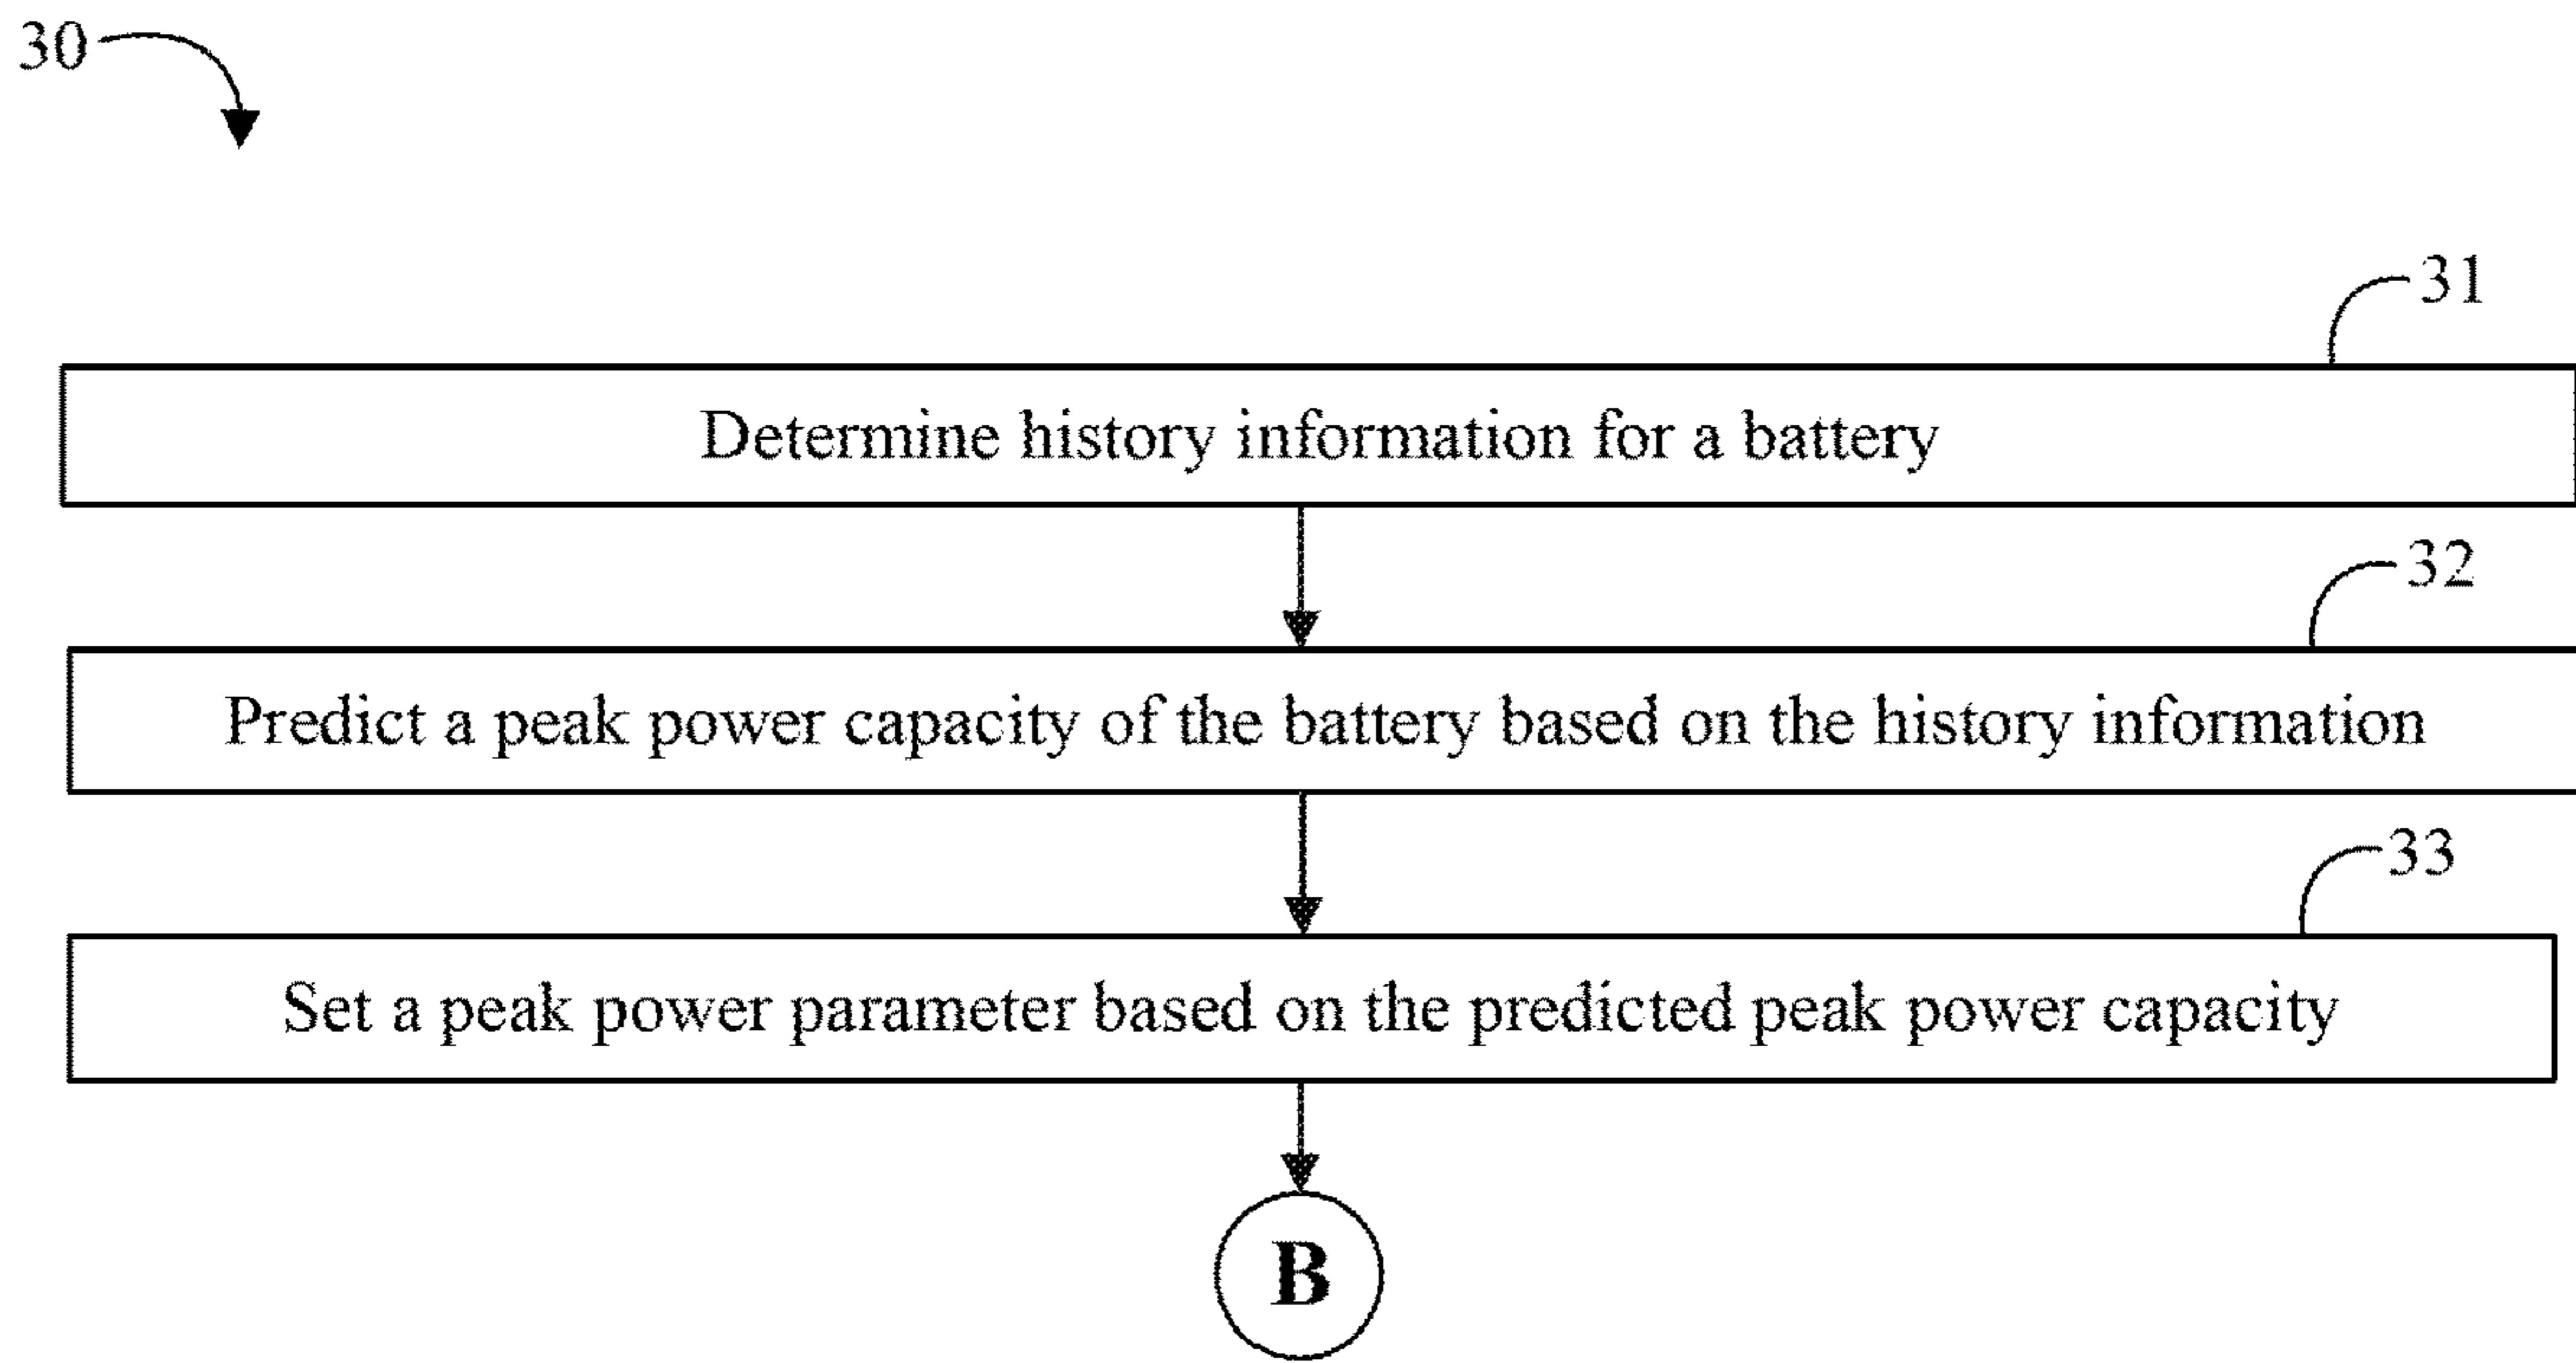 30
31
Determine history information for a battery
32
Predict a peak power capacity of the battery based on the history information
33
Set a peak power parameter based on the predicted peak power capacity
B